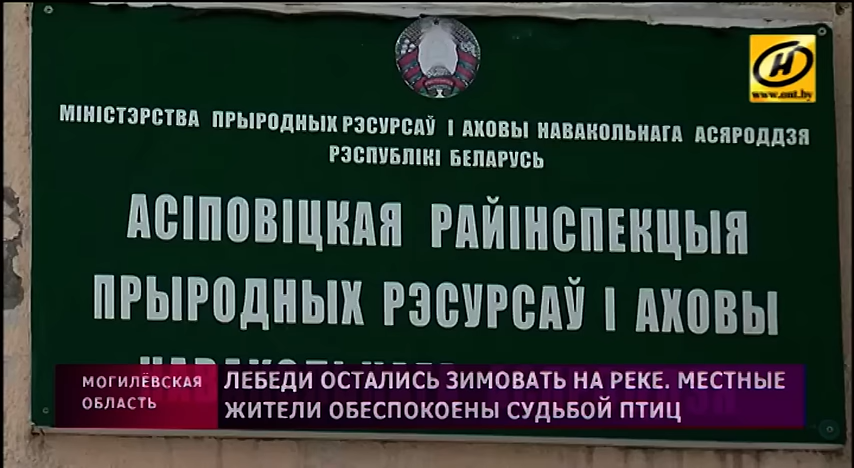 МІНІСТЭРСТВА ПРЫРОДНЫХ РЭСУРСАЎ І АХОВЫ НАВАКОЛЬНАГА АСЯРОДДЗЯ
РЭСПУБЛІКІ БЕЛАРУСЬ
АСІПОВІЦКАЯ РАЙІНСПЕКЦЫЯ
ПРЫРОДНЫХ РЭСУРСАЎ І АХОВЫ
МОГИЛЁВСКАЯ
ОБЛАСТЬ
ЛЕБЕДИ ОСТАЛИСЬ ЗИМОВАТЬ НА РЕКЕ. МЕСТНЫЕ
ЖИТЕЛИ ОБЕСПОКОЕНЫ СУДЬБОЙ ПТИЦ
www.ont.by